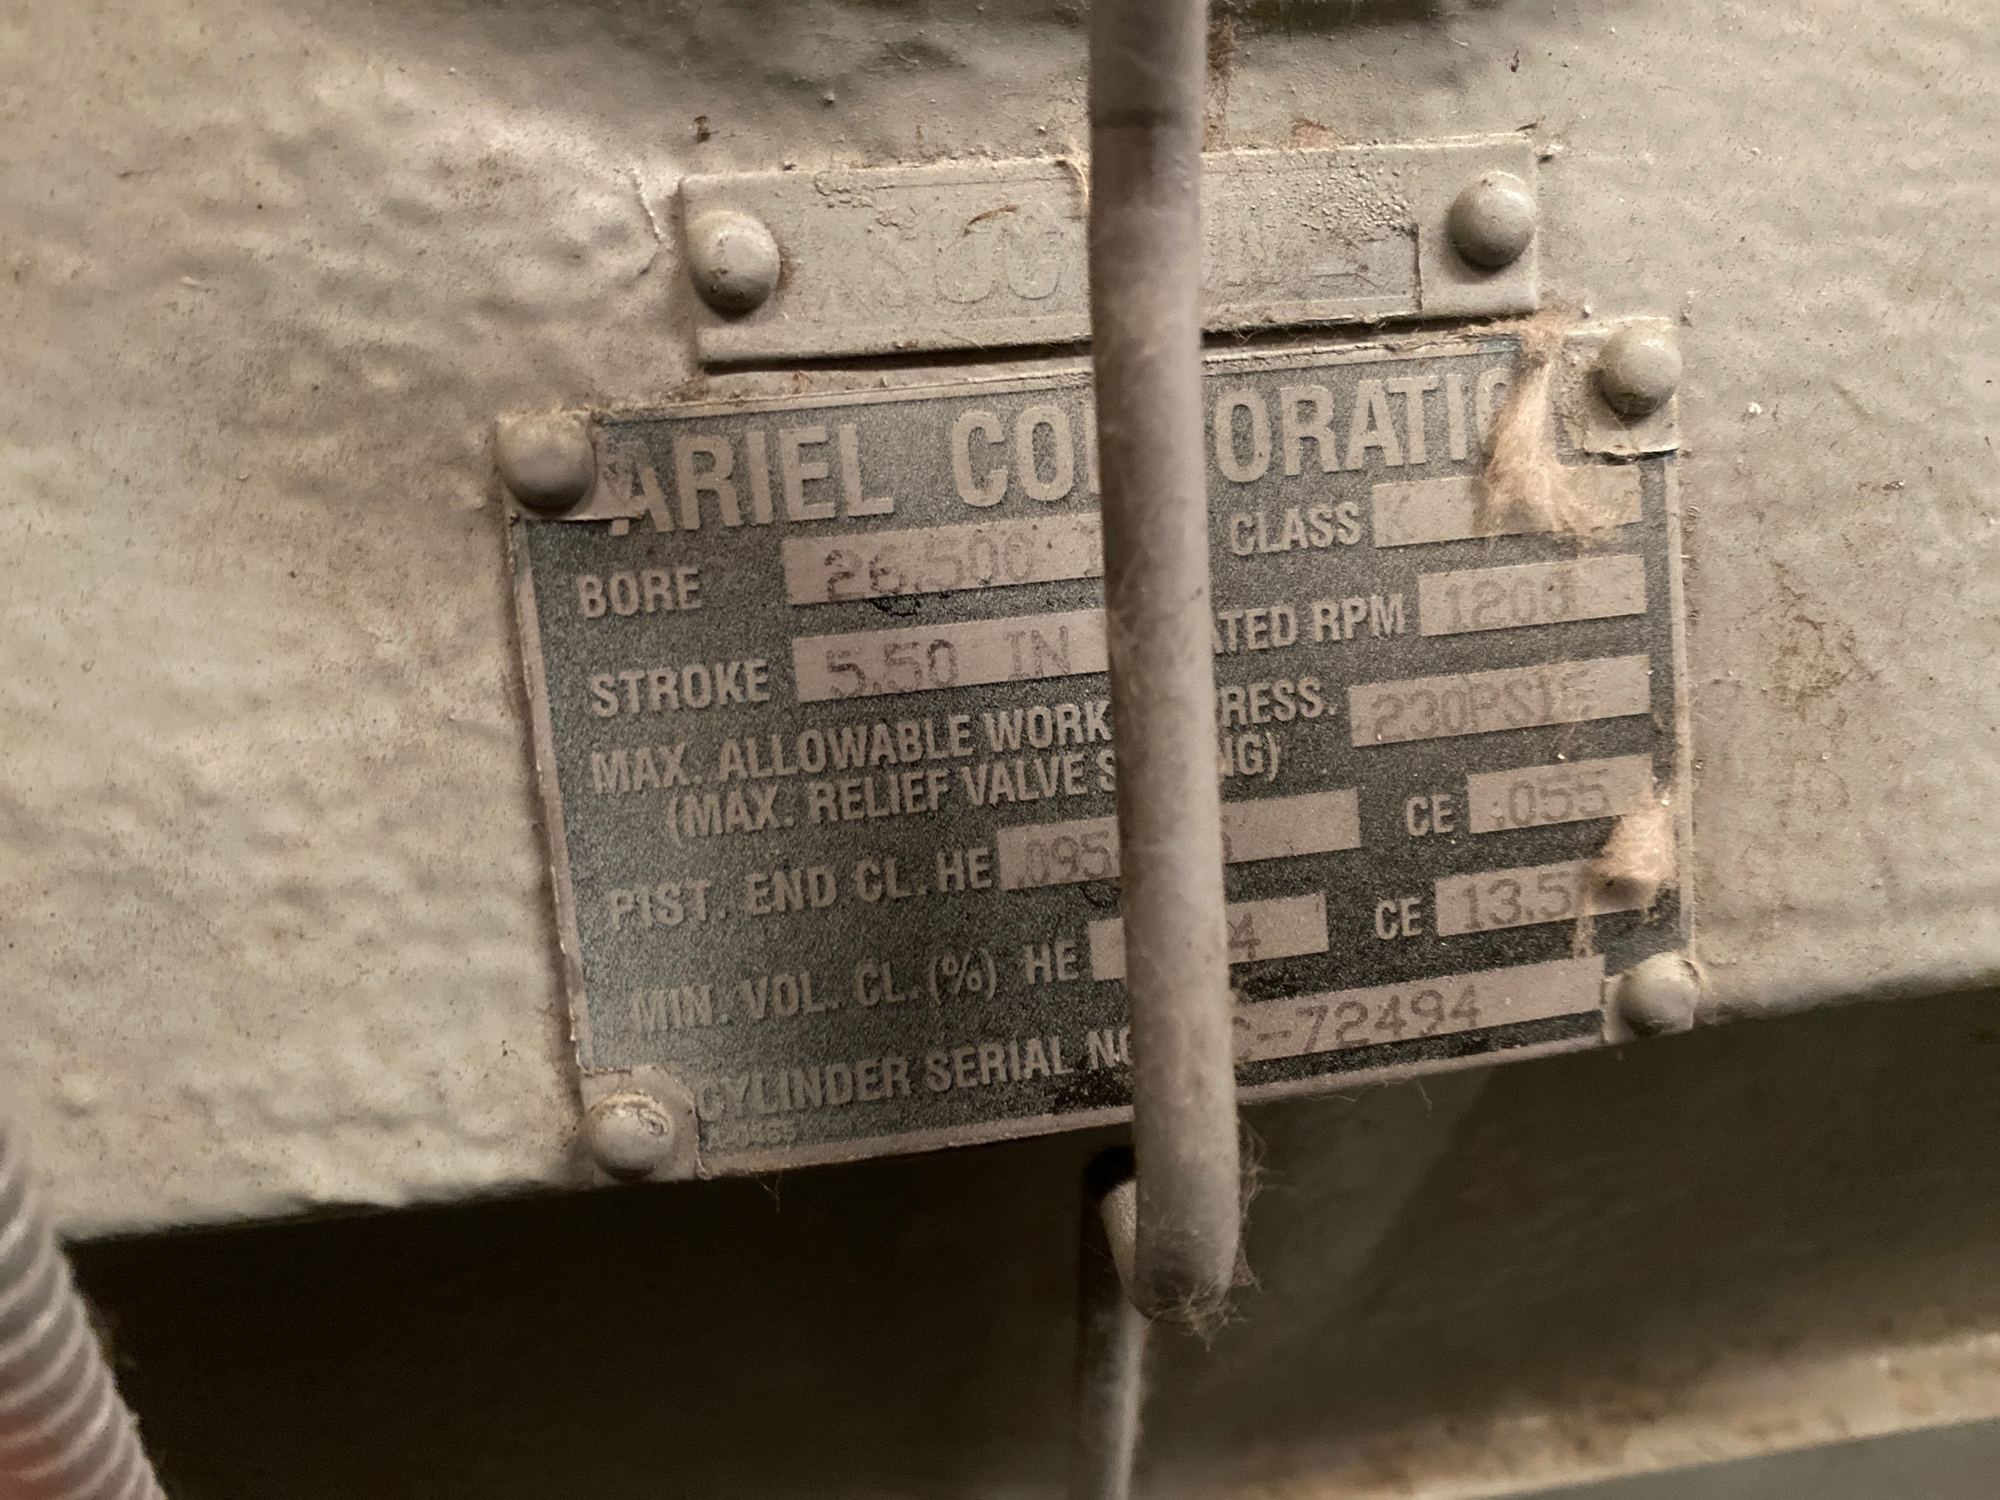 ARIEL CO ORATIO
BORE 26.500 CLASS K
STROKE 5.50 IN ATED RPM 1200
MAX. ALLOWABLE WORK RESS. 230PSIG
(MAX. RELIEF VALVE S NG)
PIST. END CL. HE .095 CE .055
MIN. VOL. CL. (%) HE 4 CE 13.5
CYLINDER SERIAL NO C-72494